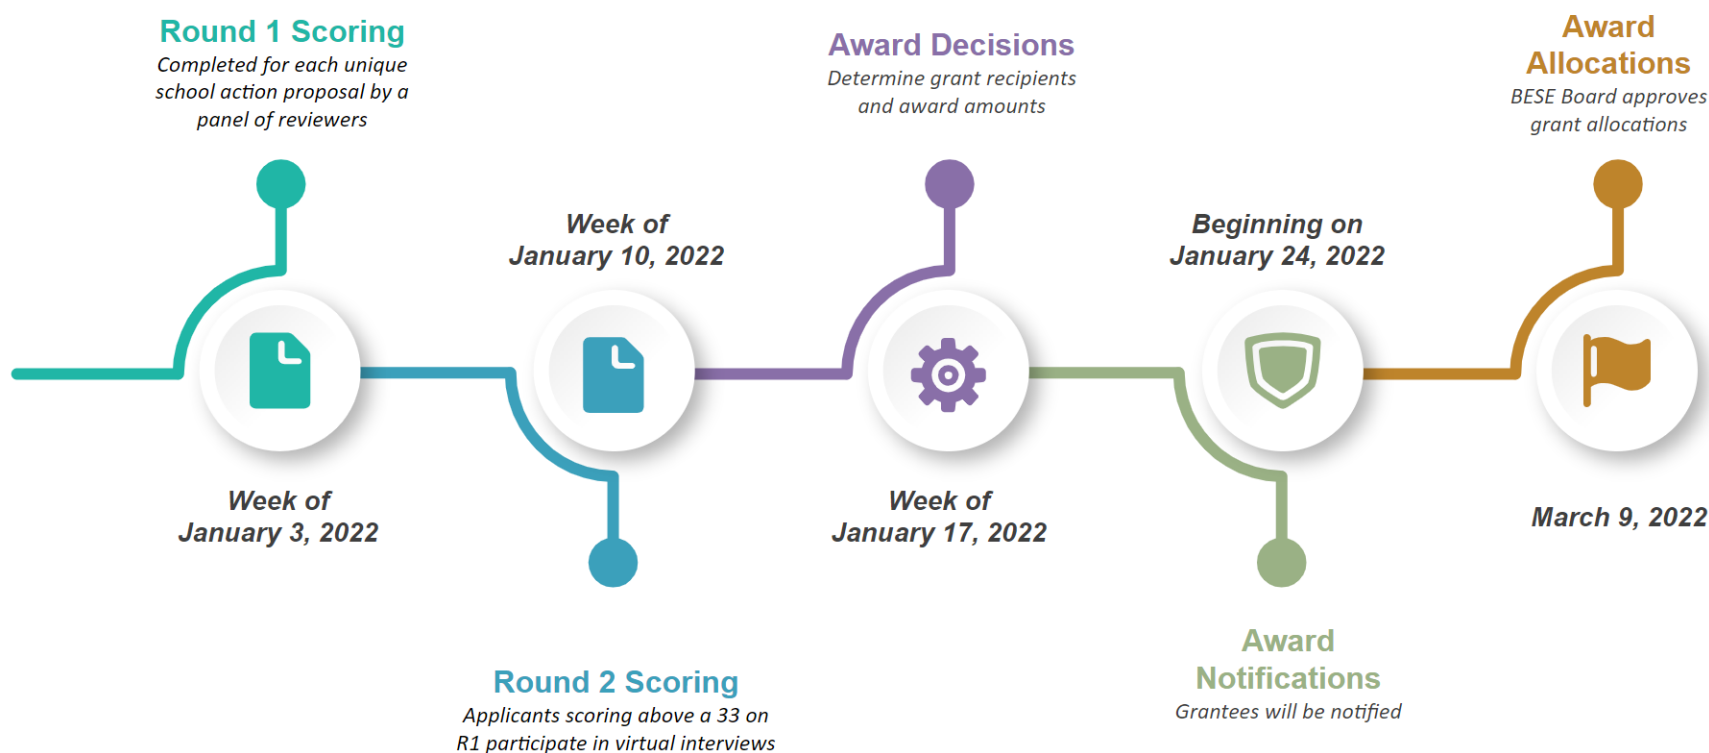 Round 1 Scoring
Completed for each unique
school action proposal by a
panel of reviewers
Week of
January 3, 2022
Week of
January 10, 2022
Round 2 Scoring
Applicants scoring above a 33 on
R1 participate in virtual interviews
Award Decisions
Determine grant recipients
and award amounts
Week of
January 17, 2022
Beginning on
January 24, 2022
Award
Notifications
Grantees will be notified
Award
Allocations
BESE Board approves
grant allocations
March 9, 2022